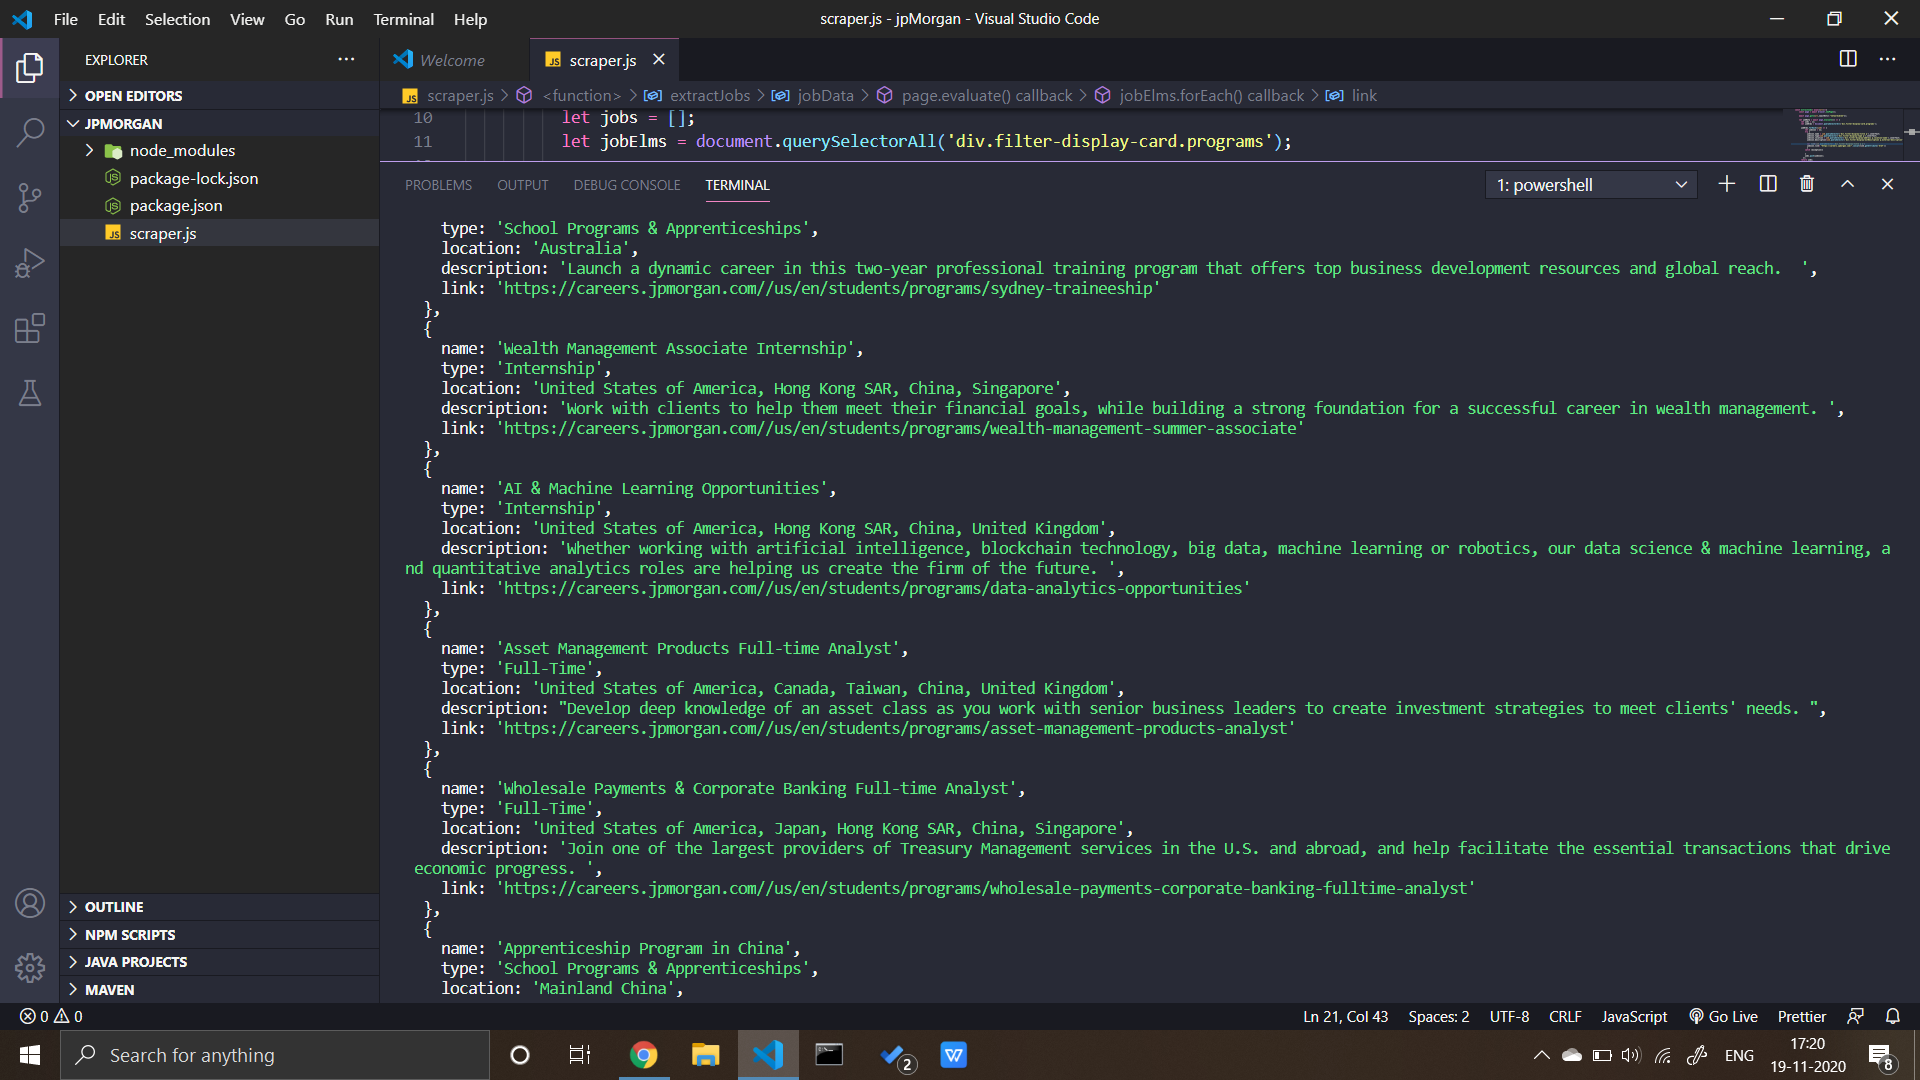 File Edit Selection View Go Run Terminal Help
scraper.js - jpMorgan - Visual Studio Code
EXPLORER
Welcome
scraper.js
OPEN EDITORS
scraper.js > <function> > extractJobs > jobData > page.evaluate() callback > jobElms.forEach() callback > link
JPMORGAN
node_modules
package-lock.json
package.json
scraper.js
10 let jobs = [];
11 let jobElms = document.querySelectorAll('div.filter-display-card.programs');
PROBLEMS OUTPUT DEBUG CONSOLE TERMINAL
1: powershell
type: 'School Programs & Apprenticeships',
location: 'Australia',
description: 'Launch a dynamic career in this two-year professional training program that offers top business development resources and global reach.  ',
link: 'https://careers.jpmorgan.com//us/en/students/programs/sydney-traineeship'
},
{
name: 'Wealth Management Associate Internship',
type: 'Internship',
location: 'United States of America, Hong Kong SAR, China, Singapore',
description: 'Work with clients to help them meet their financial goals, while building a strong foundation for a successful career in wealth management. ',
link: 'https://careers.jpmorgan.com//us/en/students/programs/wealth-management-summer-associate'
},
{
name: 'AI & Machine Learning Opportunities',
type: 'Internship',
location: 'United States of America, Hong Kong SAR, China, United Kingdom',
description: 'Whether working with artificial intelligence, blockchain technology, big data, machine learning or robotics, our data science & machine learning, a
nd quantitative analytics roles are helping us create the firm of the future. ',
link: 'https://careers.jpmorgan.com//us/en/students/programs/data-analytics-opportunities'
},
{
name: 'Asset Management Products Full-time Analyst',
type: 'Full-Time',
location: 'United States of America, Canada, Taiwan, China, United Kingdom',
description: "Develop deep knowledge of an asset class as you work with senior business leaders to create investment strategies to meet clients' needs. ",
link: 'https://careers.jpmorgan.com//us/en/students/programs/asset-management-products-analyst'
},
{
name: 'Wholesale Payments & Corporate Banking Full-time Analyst',
type: 'Full-Time',
location: 'United States of America, Japan, Hong Kong SAR, China, Singapore',
description: 'Join one of the largest providers of Treasury Management services in the U.S. and abroad, and help facilitate the essential transactions that drive
economic progress. ',
link: 'https://careers.jpmorgan.com//us/en/students/programs/wholesale-payments-corporate-banking-fulltime-analyst'
},
{
name: 'Apprenticeship Program in China',
type: 'School Programs & Apprenticeships',
location: 'Mainland China',
OUTLINE
NPM SCRIPTS
JAVA PROJECTS
MAVEN
0 0
Ln 21, Col 43 Spaces: 2 UTF-8 CRLF JavaScript Go Live Prettier
Search for anything
2
W
ENG
17:20
19-11-2020
8